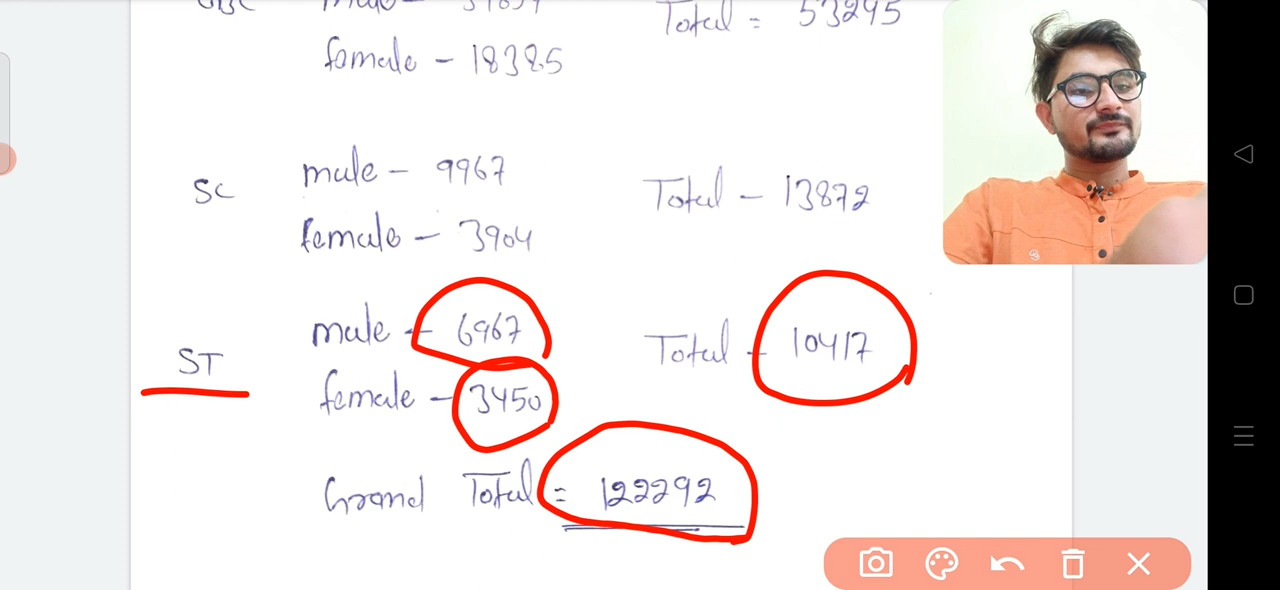 Total = 53245
female - 18385
SC
male - 9967
Total - 13872
female - 3904
ST
male - 6967
Total - 10417
female - 3450
Grand Total = 122292